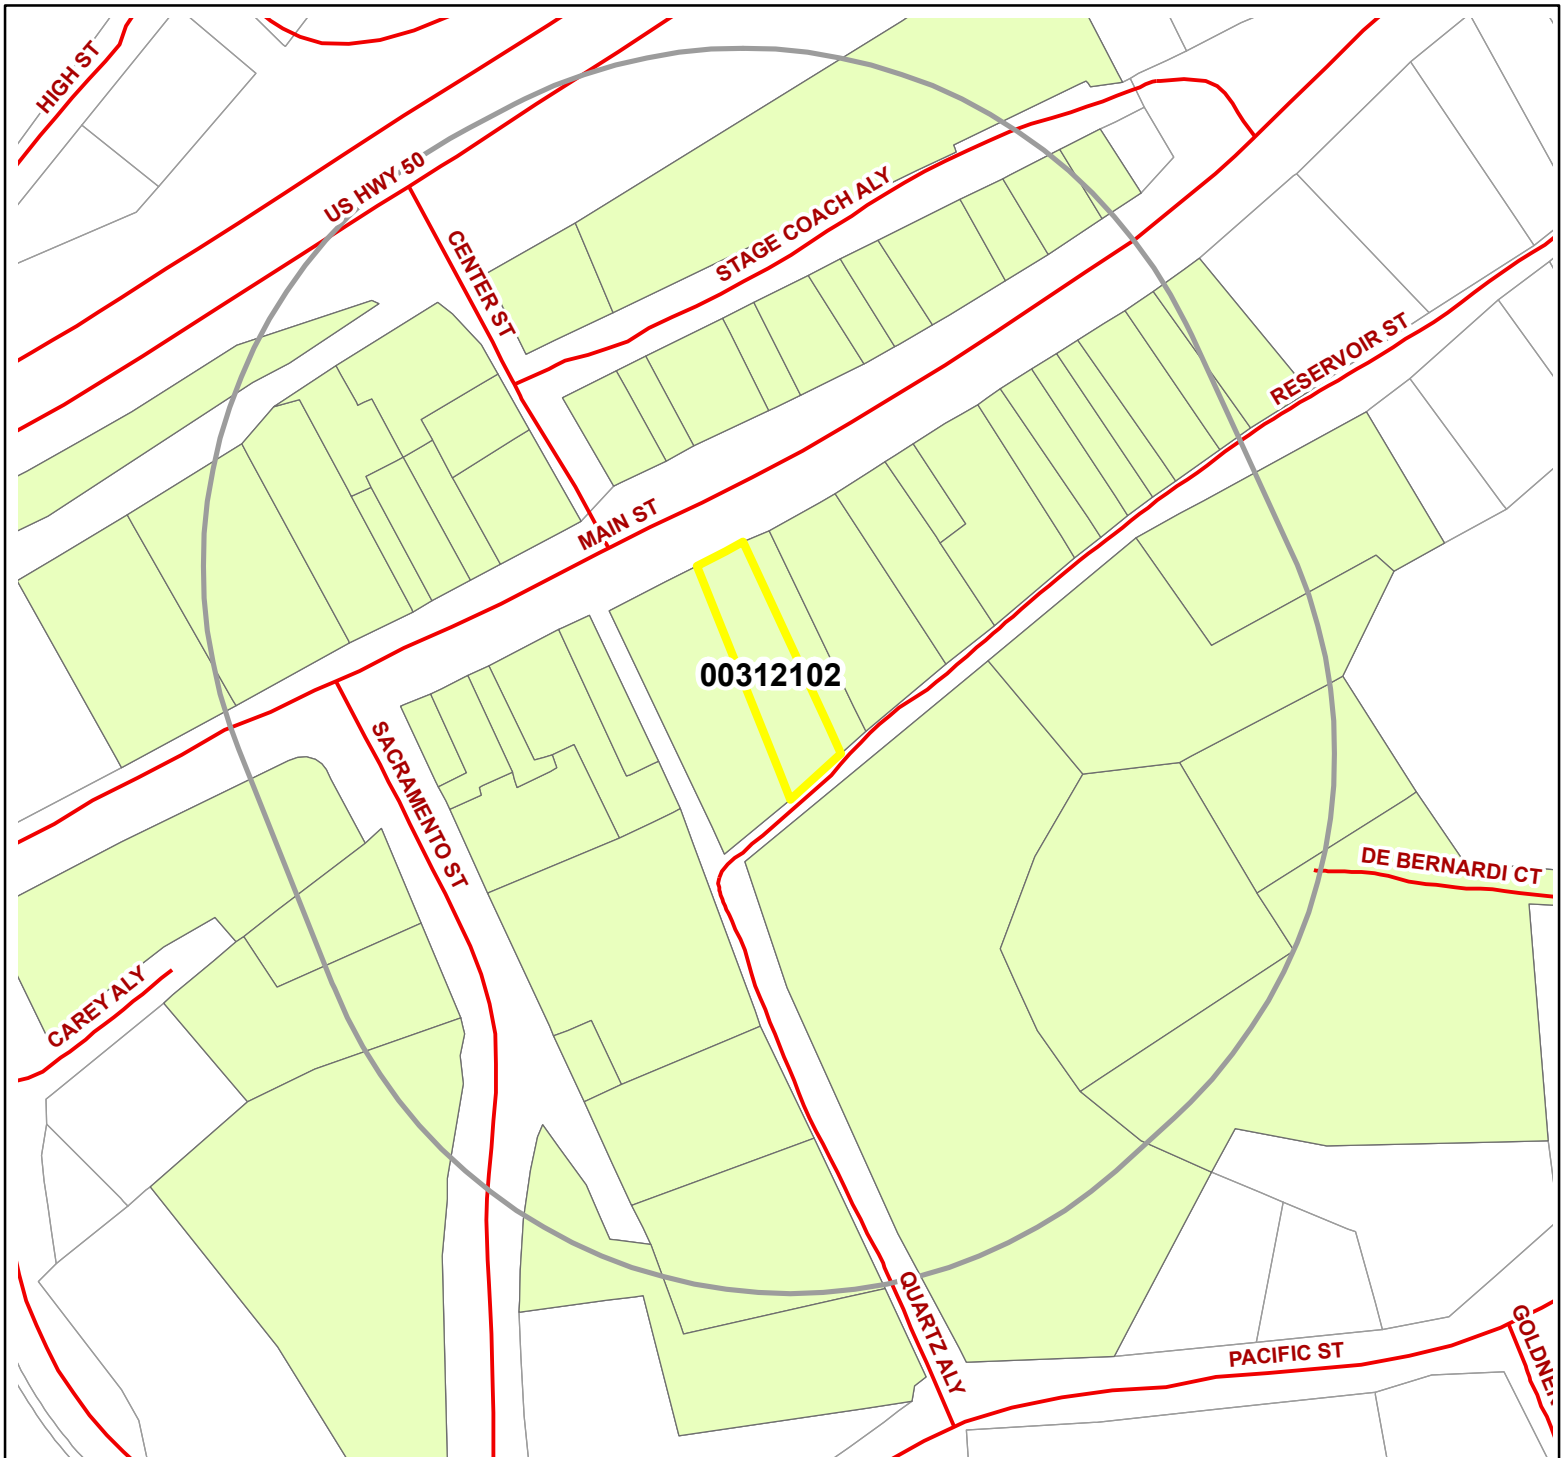 HIGH ST
US HWY 50
CENTER ST
STAGE COACH ALY
RESERVOIR ST
MAIN ST
00312102
SACRAMENTO ST
DE BERNARDI CT
CAREY ALY
QUARTZ ALY
PACIFIC ST
GOLDNER